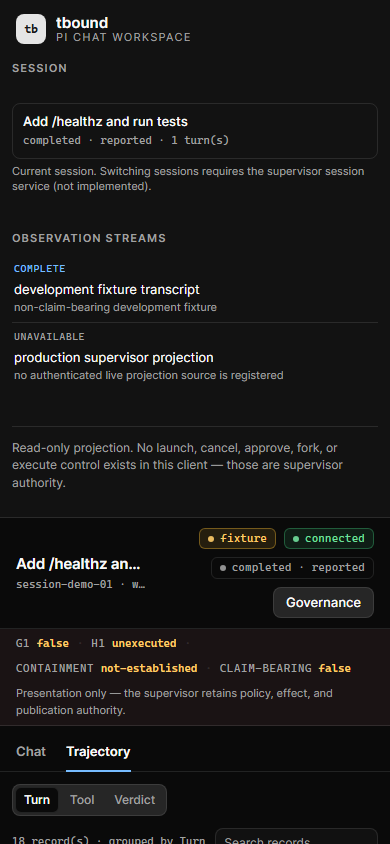 tb
tbound
PI CHAT WORKSPACE
SESSION
Add /healthz and run tests
completed · reported · 1 turn(s)
Current session. Switching sessions requires the supervisor session
service (not implemented).
OBSERVATION STREAMS
COMPLETE
development fixture transcript
non-claim-bearing development fixture
UNAVAILABLE
production supervisor projection
no authenticated live projection source is registered
Read-only projection. No launch, cancel, approve, fork, or
execute control exists in this client — those are supervisor
authority.
fixture
connected
Add /healthz an…
session-demo-01 · w…
completed · reported
Governance
G1 false · H1 unexecuted ·
CONTAINMENT not-established · CLAIM-BEARING false
Presentation only — the supervisor retains policy, effect, and
publication authority.
Chat
Trajectory
Turn
Tool
Verdict
18 record(s) · grouped by Turn
Search records